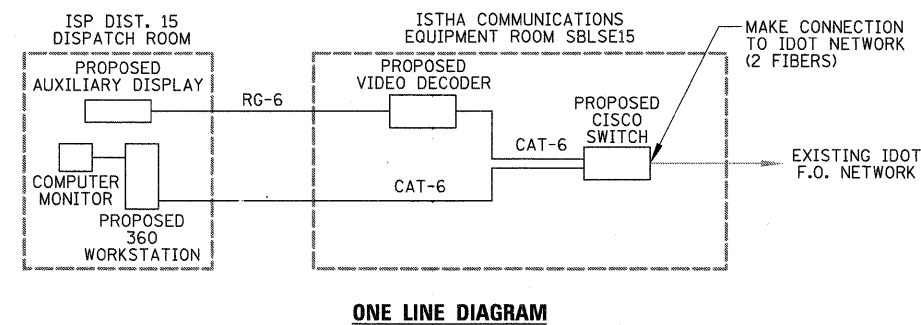 ISP DIST. 15
DISPATCH ROOM
PROPOSED
AUXILIARY DISPLAY
COMPUTER
MONITOR
PROPOSED
360
WORKSTATION
RG-6
CAT-6
ISTHA COMMUNICATIONS
EQUIPMENT ROOM SBLSE15
PROPOSED
VIDEO DECODER
CAT-6
PROPOSED
CISCO
SWITCH
MAKE CONNECTION
TO IDOT NETWORK
(2 FIBERS)
EXISTING IDOT
F.O. NETWORK
ONE LINE DIAGRAM